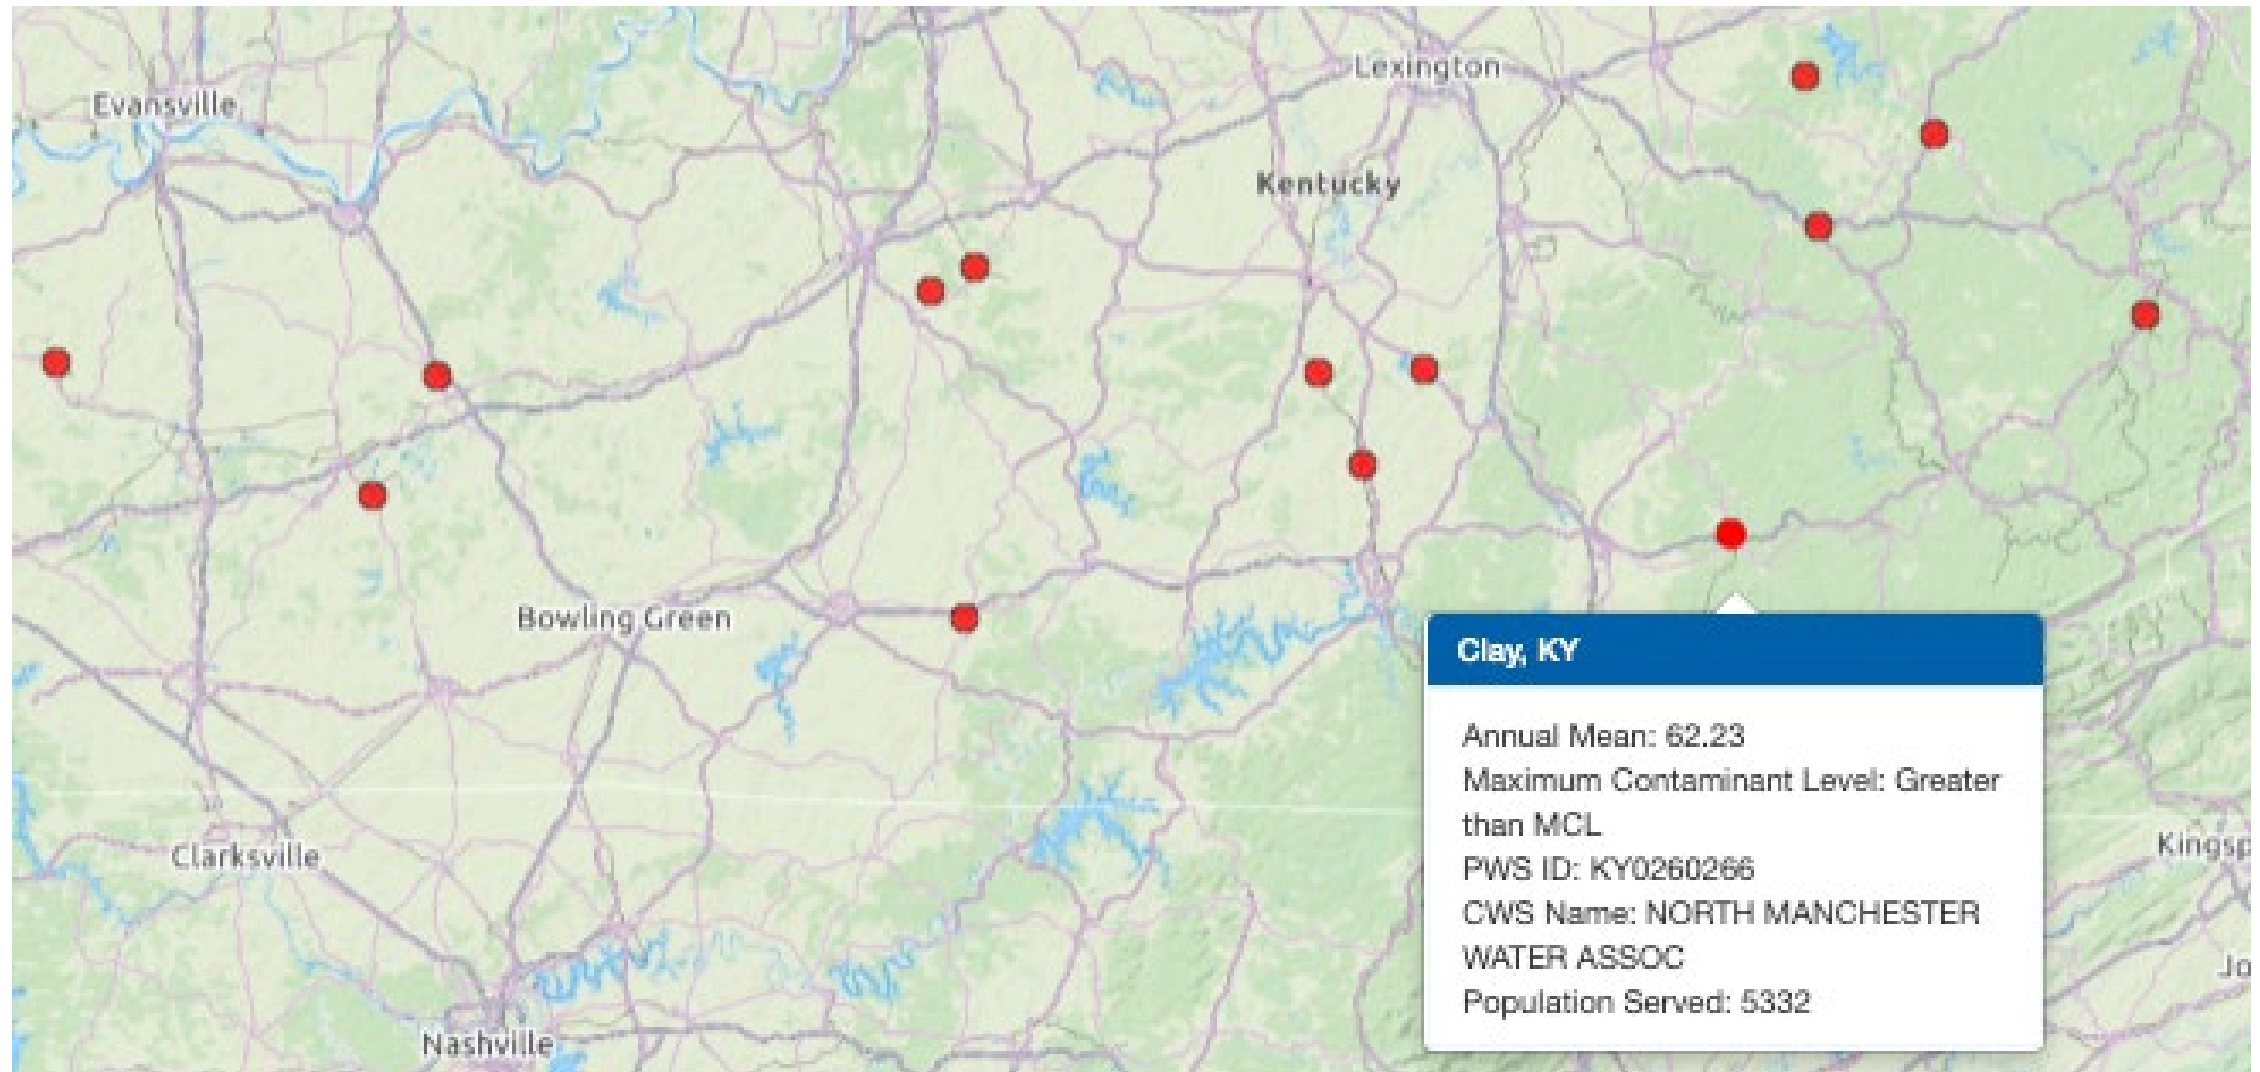 Lexington
Evansville
Kentucky
Bowling Green
Clay, KY
Annual Mean: 62.23
Maximum Contaminant Level: Greater
than MCL
PWS ID: KY0260266
CWS Name: NORTH MANCHESTER
WATER ASSOC
Population Served: 5332
Clarksville
Kingsp
Jo
Nashville